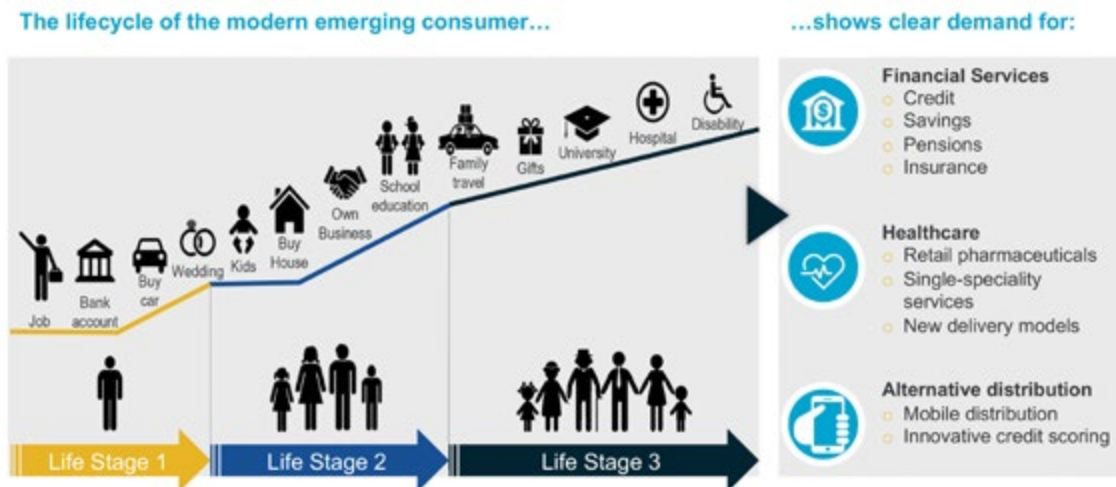 The lifecycle of the modern emerging consumer…
…shows clear demand for:
Job
Bank
account
Buy
car
Wedding
Kids
Buy
House
Own
Business
School
education
Family
travel
Gifts
University
Hospital
Disability
Life Stage 1
Life Stage 2
Life Stage 3
$
Financial Services
Credit
Savings
Pensions
Insurance
Healthcare
Retail pharmaceuticals
Single-speciality
services
New delivery models
Alternative distribution
Mobile distribution
Innovative credit scoring